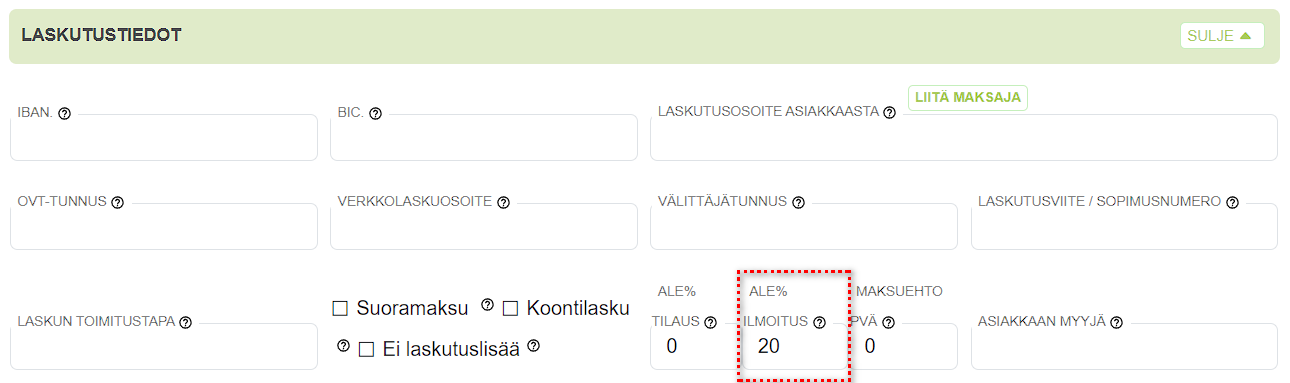 LASKUTUSTIEDOT
SULJE
IBAN.
BIC.
LASKUTUSOSOITE ASIAKKAASTA
LIITÄ MAKSAJA
OVT-TUNNUS
VERKKOLASKUOSOITE
VÄLITTÄJÄTUNNUS
LASKUTUSVIITE / SOPIMUSNUMERO
LASKUN TOIMITUSTAPA
Suoramaksu
Koontilasku
Ei laskutuslisää
ALE%
TILAUS
0
ALE%
ILMOITUS
20
MAKSUEHTO
PVÄ
0
ASIAKKAAN MYYJÄ